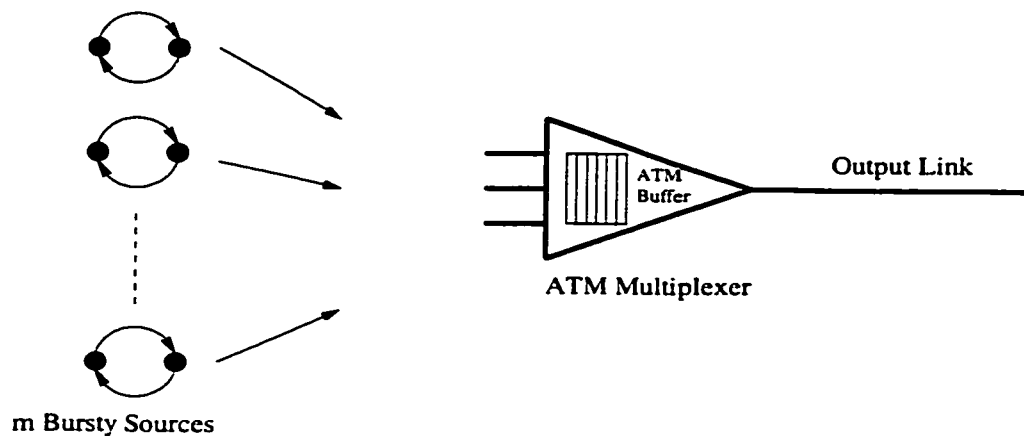 ATM
Buffer
Output Link
ATM Multiplexer
m Bursty Sources